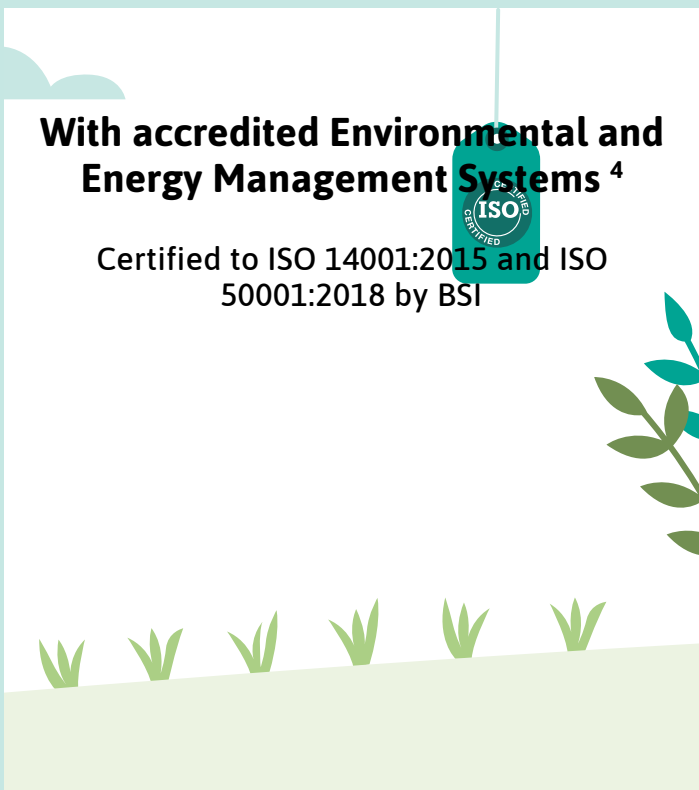 With accredited Environmental and
Energy Management Systems ⁴
CERTIFIED
ISO
CERTIFIED
Certified to ISO 14001:2015 and ISO
50001:2018 by BSI